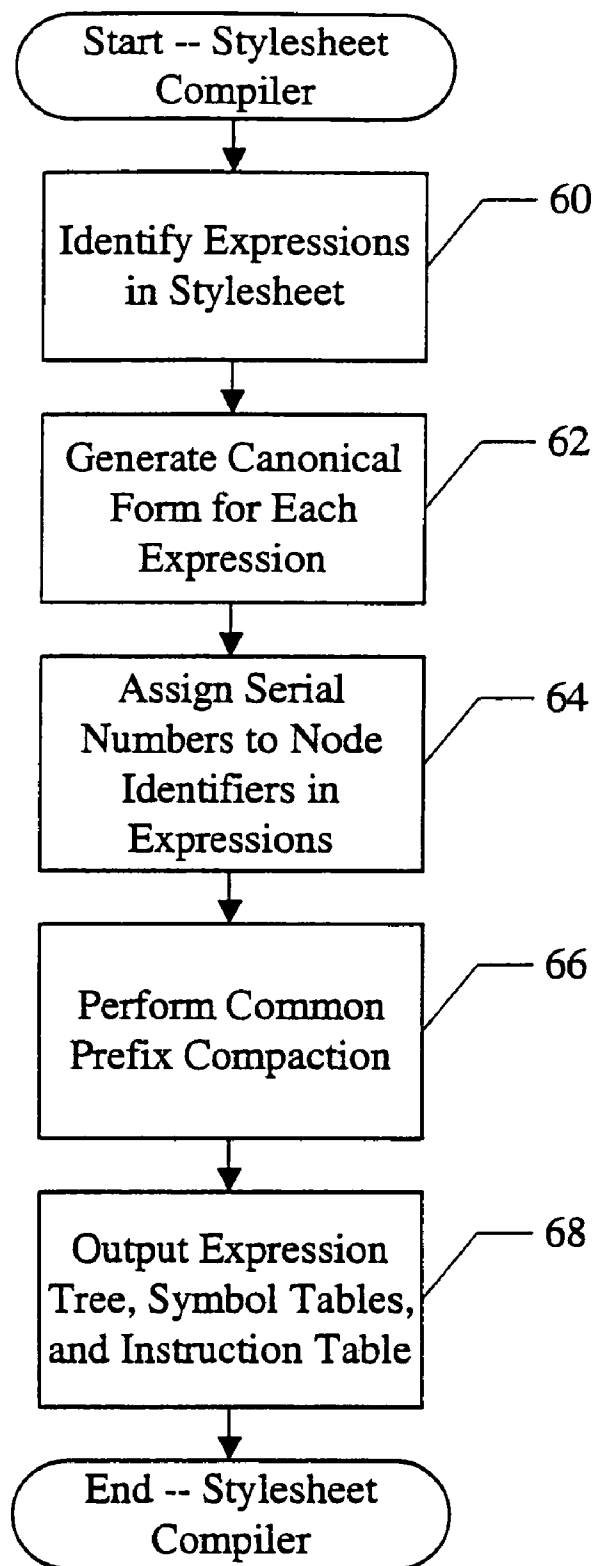 Start -- Stylesheet
Compiler
60
Identify Expressions
in Stylesheet
62
Generate Canonical
Form for Each
Expression
64
Assign Serial
Numbers to Node
Identifiers in
Expressions
66
Perform Common
Prefix Compaction
68
Output Expression
Tree, Symbol Tables,
and Instruction Table
End -- Stylesheet
Compiler